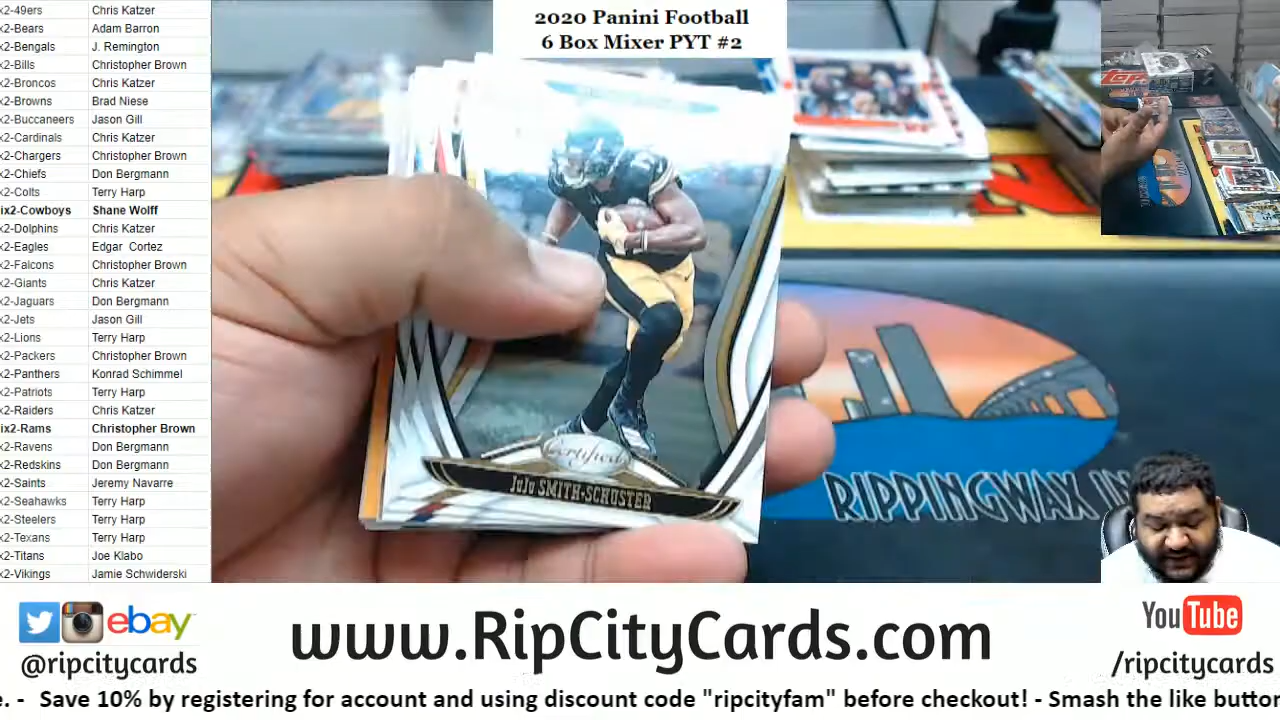 x2-49ers Chris Katzer
x2-Bears Adam Barron
x2-Bengals J. Remington
x2-Bills Christopher Brown
x2-Broncos Chris Katzer
x2-Browns Brad Niese
x2-Buccaneers Jason Gill
x2-Cardinals Chris Katzer
x2-Chargers Christopher Brown
x2-Chiefs Don Bergmann
x2-Colts Terry Harp
ix2-Cowboys Shane Wolff
x2-Dolphins Chris Katzer
x2-Eagles Edgar Cortez
x2-Falcons Christopher Brown
x2-Giants Chris Katzer
x2-Jaguars Don Bergmann
x2-Jets Jason Gill
x2-Lions Terry Harp
x2-Packers Christopher Brown
x2-Panthers Konrad Schimmel
x2-Patriots Terry Harp
x2-Raiders Chris Katzer
ix2-Rams Christopher Brown
x2-Ravens Don Bergmann
x2-Redskins Don Bergmann
x2-Saints Jeremy Navarre
x2-Seahawks Terry Harp
x2-Steelers Terry Harp
x2-Texans Terry Harp
x2-Titans Joe Klabo
x2-Vikings Jamie Schwiderski
2020 Panini Football
6 Box Mixer PYT #2
Certified
JuJu SMITH-SCHUSTER
RIPPINGWAX IN
ebay
@ripcitycards
www.RipCityCards.com
YouTube
/ripcitycards
e. - Save 10% by registering for account and using discount code "ripcityfam" before checkout! - Smash the like button